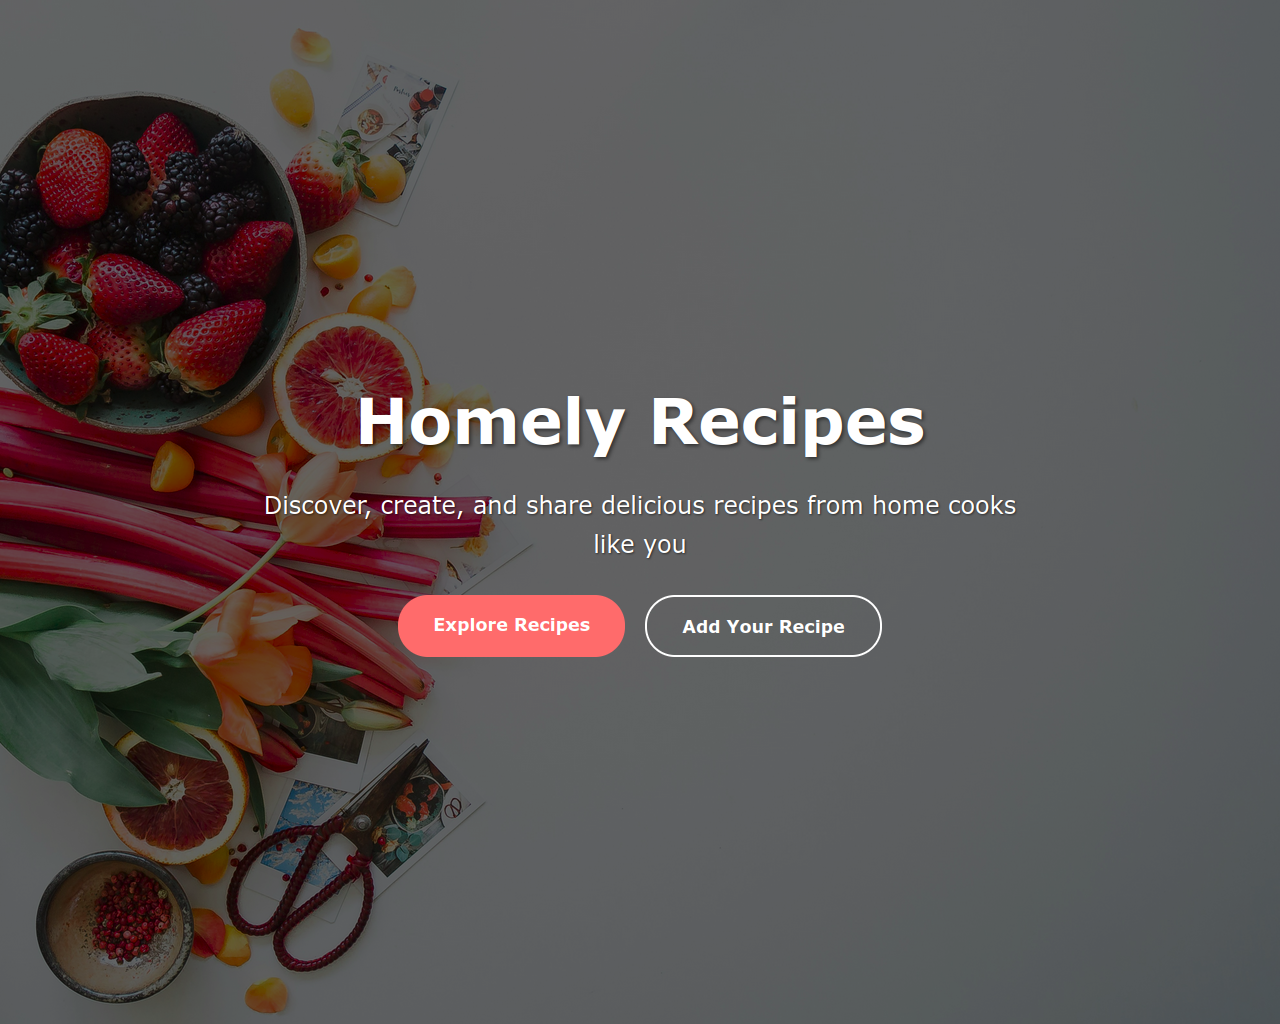 Homely Recipes
Discover, create, and share delicious recipes from home cooks
like you
Explore Recipes
Add Your Recipe